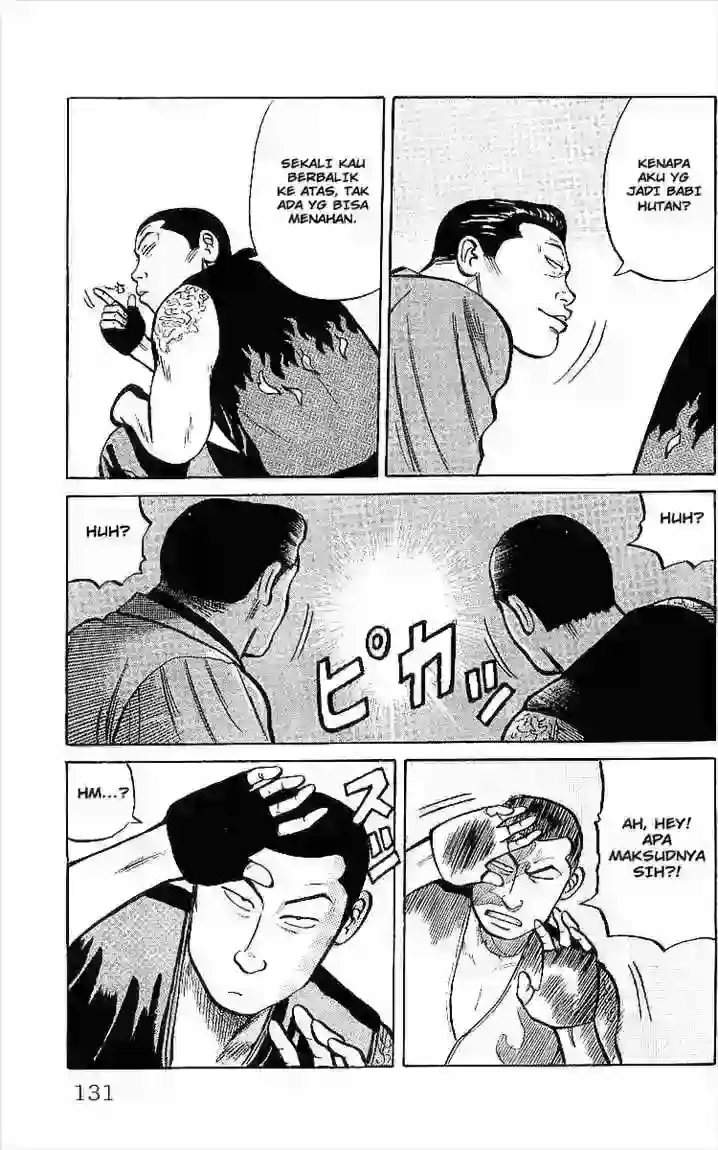 KENAPA
AKU YG
JADI BABI
HUTAN?
SEKALI KAU
BERBALIK
KE ATAS, TAK
ADA YG BISA
MENAHAN.
HUH?
HUH?
ピカッ
AH, HEY!
APA
MAKSUDNYA
SIH?!
HM...?
スッ
131